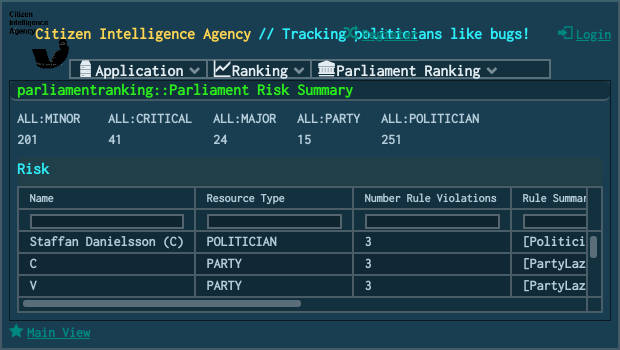 Citizen
Intelligence
Agency
Citizen Intelligence Agency // Tracking politicians like bugs!
Login
Application
Ranking
Parliament Ranking
parliamentranking::Parliament Risk Summary
ALL:MINOR ALL:CRITICAL ALL:MAJOR ALL:PARTY ALL:POLITICIAN
201 41 24 15 251
Risk
Name Resource Type Number Rule Violations Rule Summar
Staffan Danielsson (C) POLITICIAN 3 [Politici
C PARTY 3 [PartyLaz
V PARTY 3 [PartyLaz
Main View